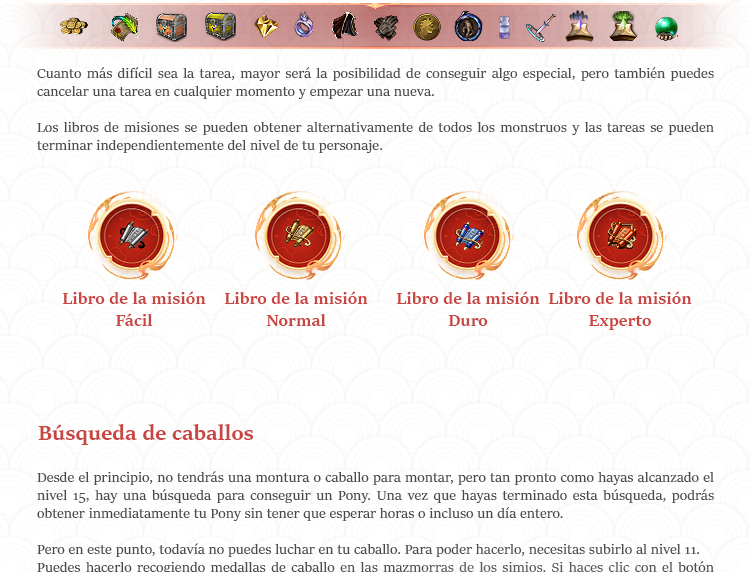 Cuanto más difícil sea la tarea, mayor será la posibilidad de conseguir algo especial, pero también puedes
cancelar una tarea en cualquier momento y empezar una nueva.
Los libros de misiones se pueden obtener alternativamente de todos los monstruos y las tareas se pueden
terminar independientemente del nivel de tu personaje.
Libro de la misión
Fácil
Libro de la misión
Normal
Libro de la misión
Duro
Libro de la misión
Experto
Búsqueda de caballos
Desde el principio, no tendrás una montura o caballo para montar, pero tan pronto como hayas alcanzado el
nivel 15, hay una búsqueda para conseguir un Pony. Una vez que hayas terminado esta búsqueda, podrás
obtener inmediatamente tu Pony sin tener que esperar horas o incluso un día entero.
Pero en este punto, todavía no puedes luchar en tu caballo. Para poder hacerlo, necesitas subirlo al nivel 11.
Puedes hacerlo recogiendo medallas de caballo en las mazmorras de los simios. Si haces clic con el botón